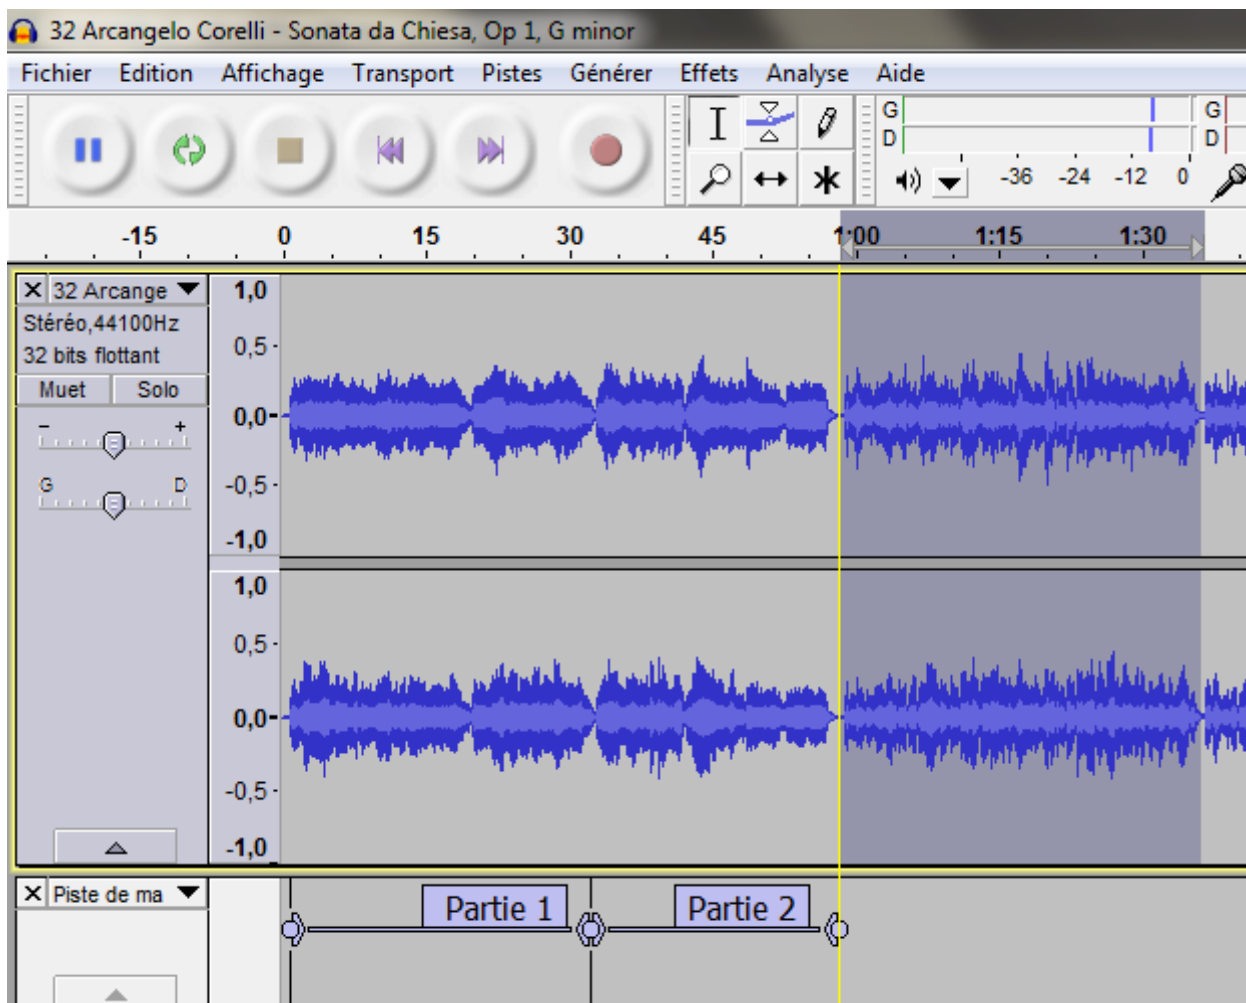 32 Arcangelo Corelli - Sonata da Chiesa, Op 1, G minor
Fichier Edition Affichage Transport Pistes Générer Effets Analyse Aide
G G
D D
-36 -24 -12 0
-15 0 15 30 45 1:00 1:15 1:30
32 Arcange 1,0
Stéréo,44100Hz
32 bits flottant 0,5
Muet Solo
0,0
- +
G D -0,5
-1,0
1,0
0,5
0,0
-0,5
-1,0
Piste de ma
Partie 1 Partie 2